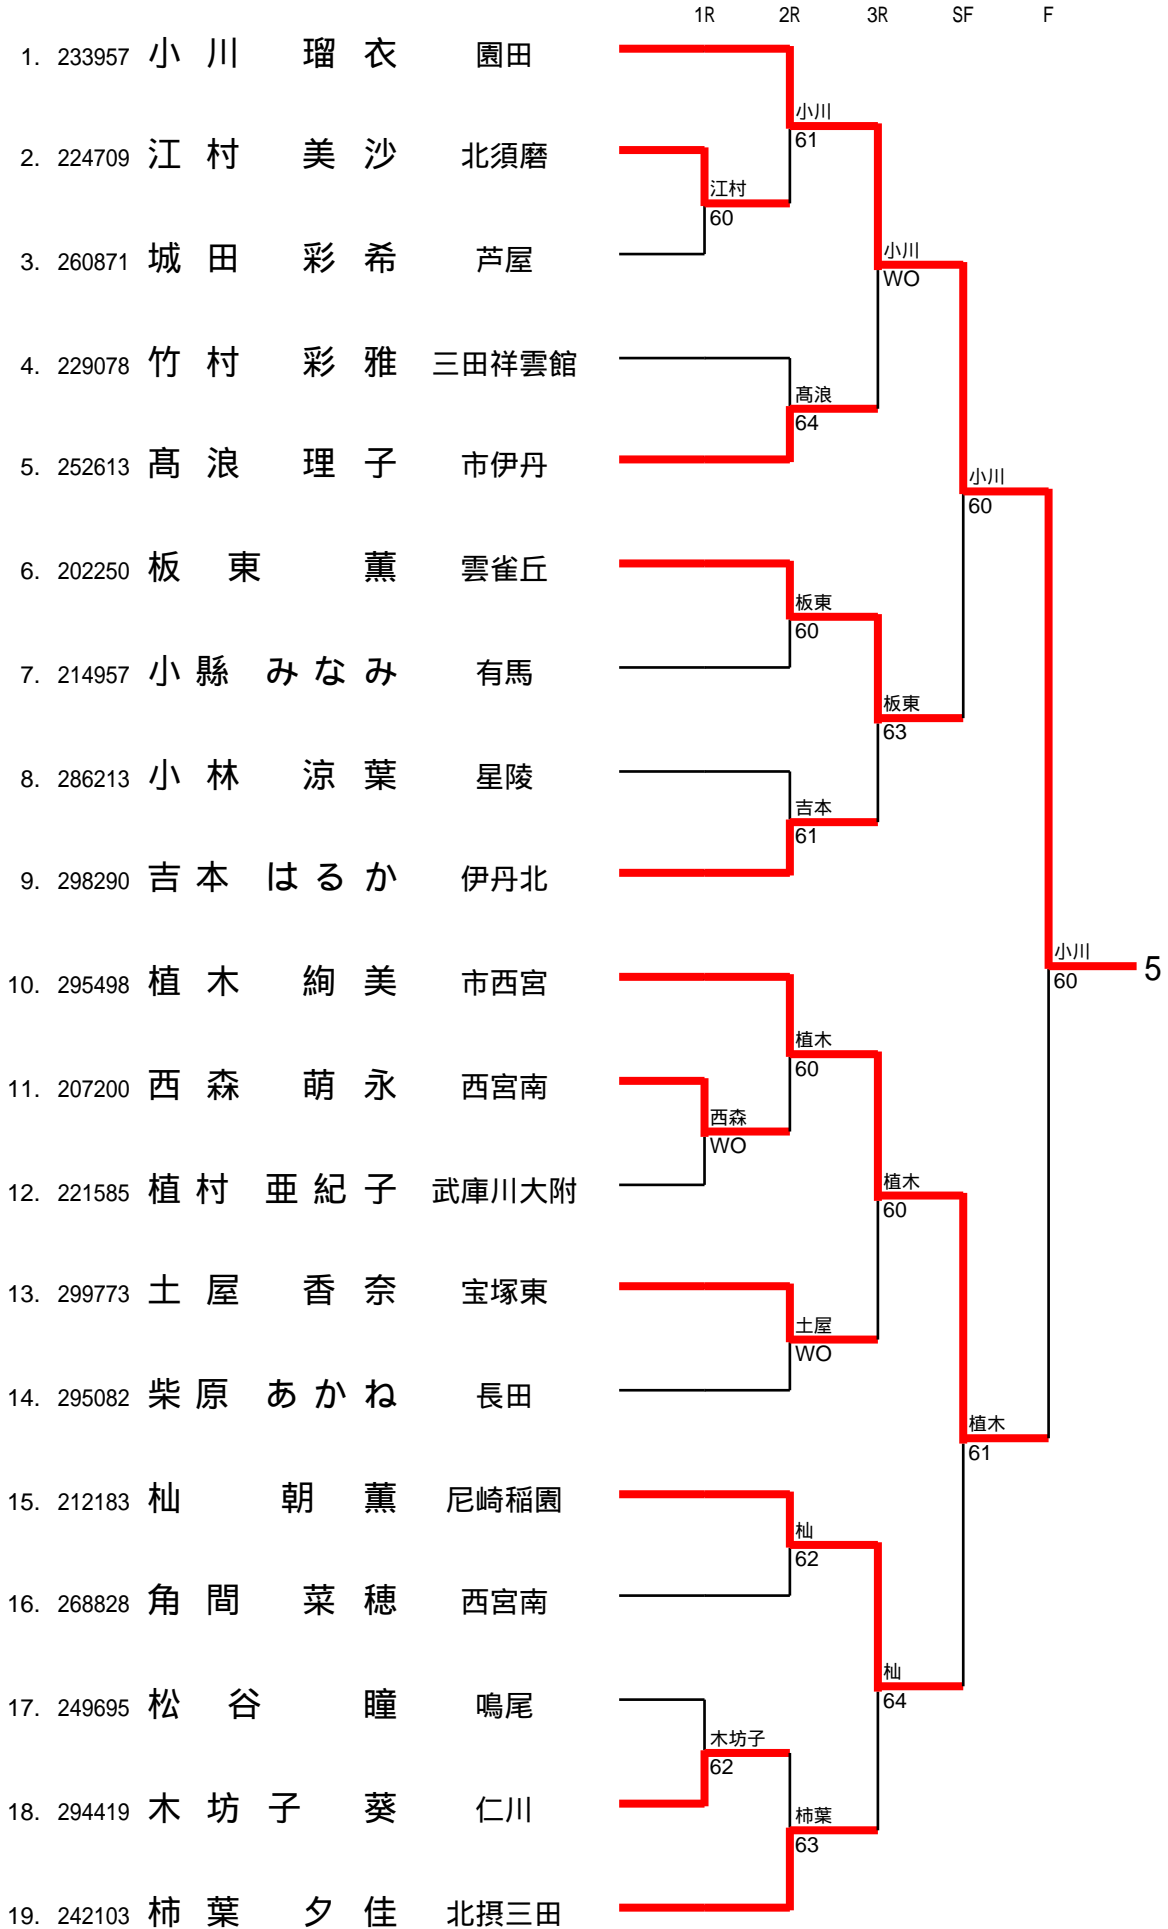 1R 2R 3R SF F
1. 233957 小川 瑠衣 園田
小川
61
2. 224709 江村 美沙 北須磨
江村
60
3. 260871 城田 彩希 芦屋
小川
WO
4. 229078 竹村 彩雅 三田祥雲館
髙浪
64
5. 252613 髙浪 理子 市伊丹
小川
60
6. 202250 板東 薫 雲雀丘
板東
60
7. 214957 小縣 みなみ 有馬
板東
63
8. 286213 小林 涼葉 星陵
吉本
61
9. 298290 吉本 はるか 伊丹北
小川
60
5
10. 295498 植木 絢美 市西宮
植木
60
11. 207200 西森 萌永 西宮南
西森
WO
12. 221585 植村 亜紀子 武庫川大附
植木
60
13. 299773 土屋 香奈 宝塚東
土屋
WO
14. 295082 柴原 あかね 長田
植木
61
15. 212183 杣 朝薫 尼崎稲園
杣
62
16. 268828 角間 菜穂 西宮南
杣
64
17. 249695 松谷 瞳 鳴尾
木坊子
62
18. 294419 木坊子 葵 仁川
柿葉
63
19. 242103 柿葉 夕佳 北摂三田